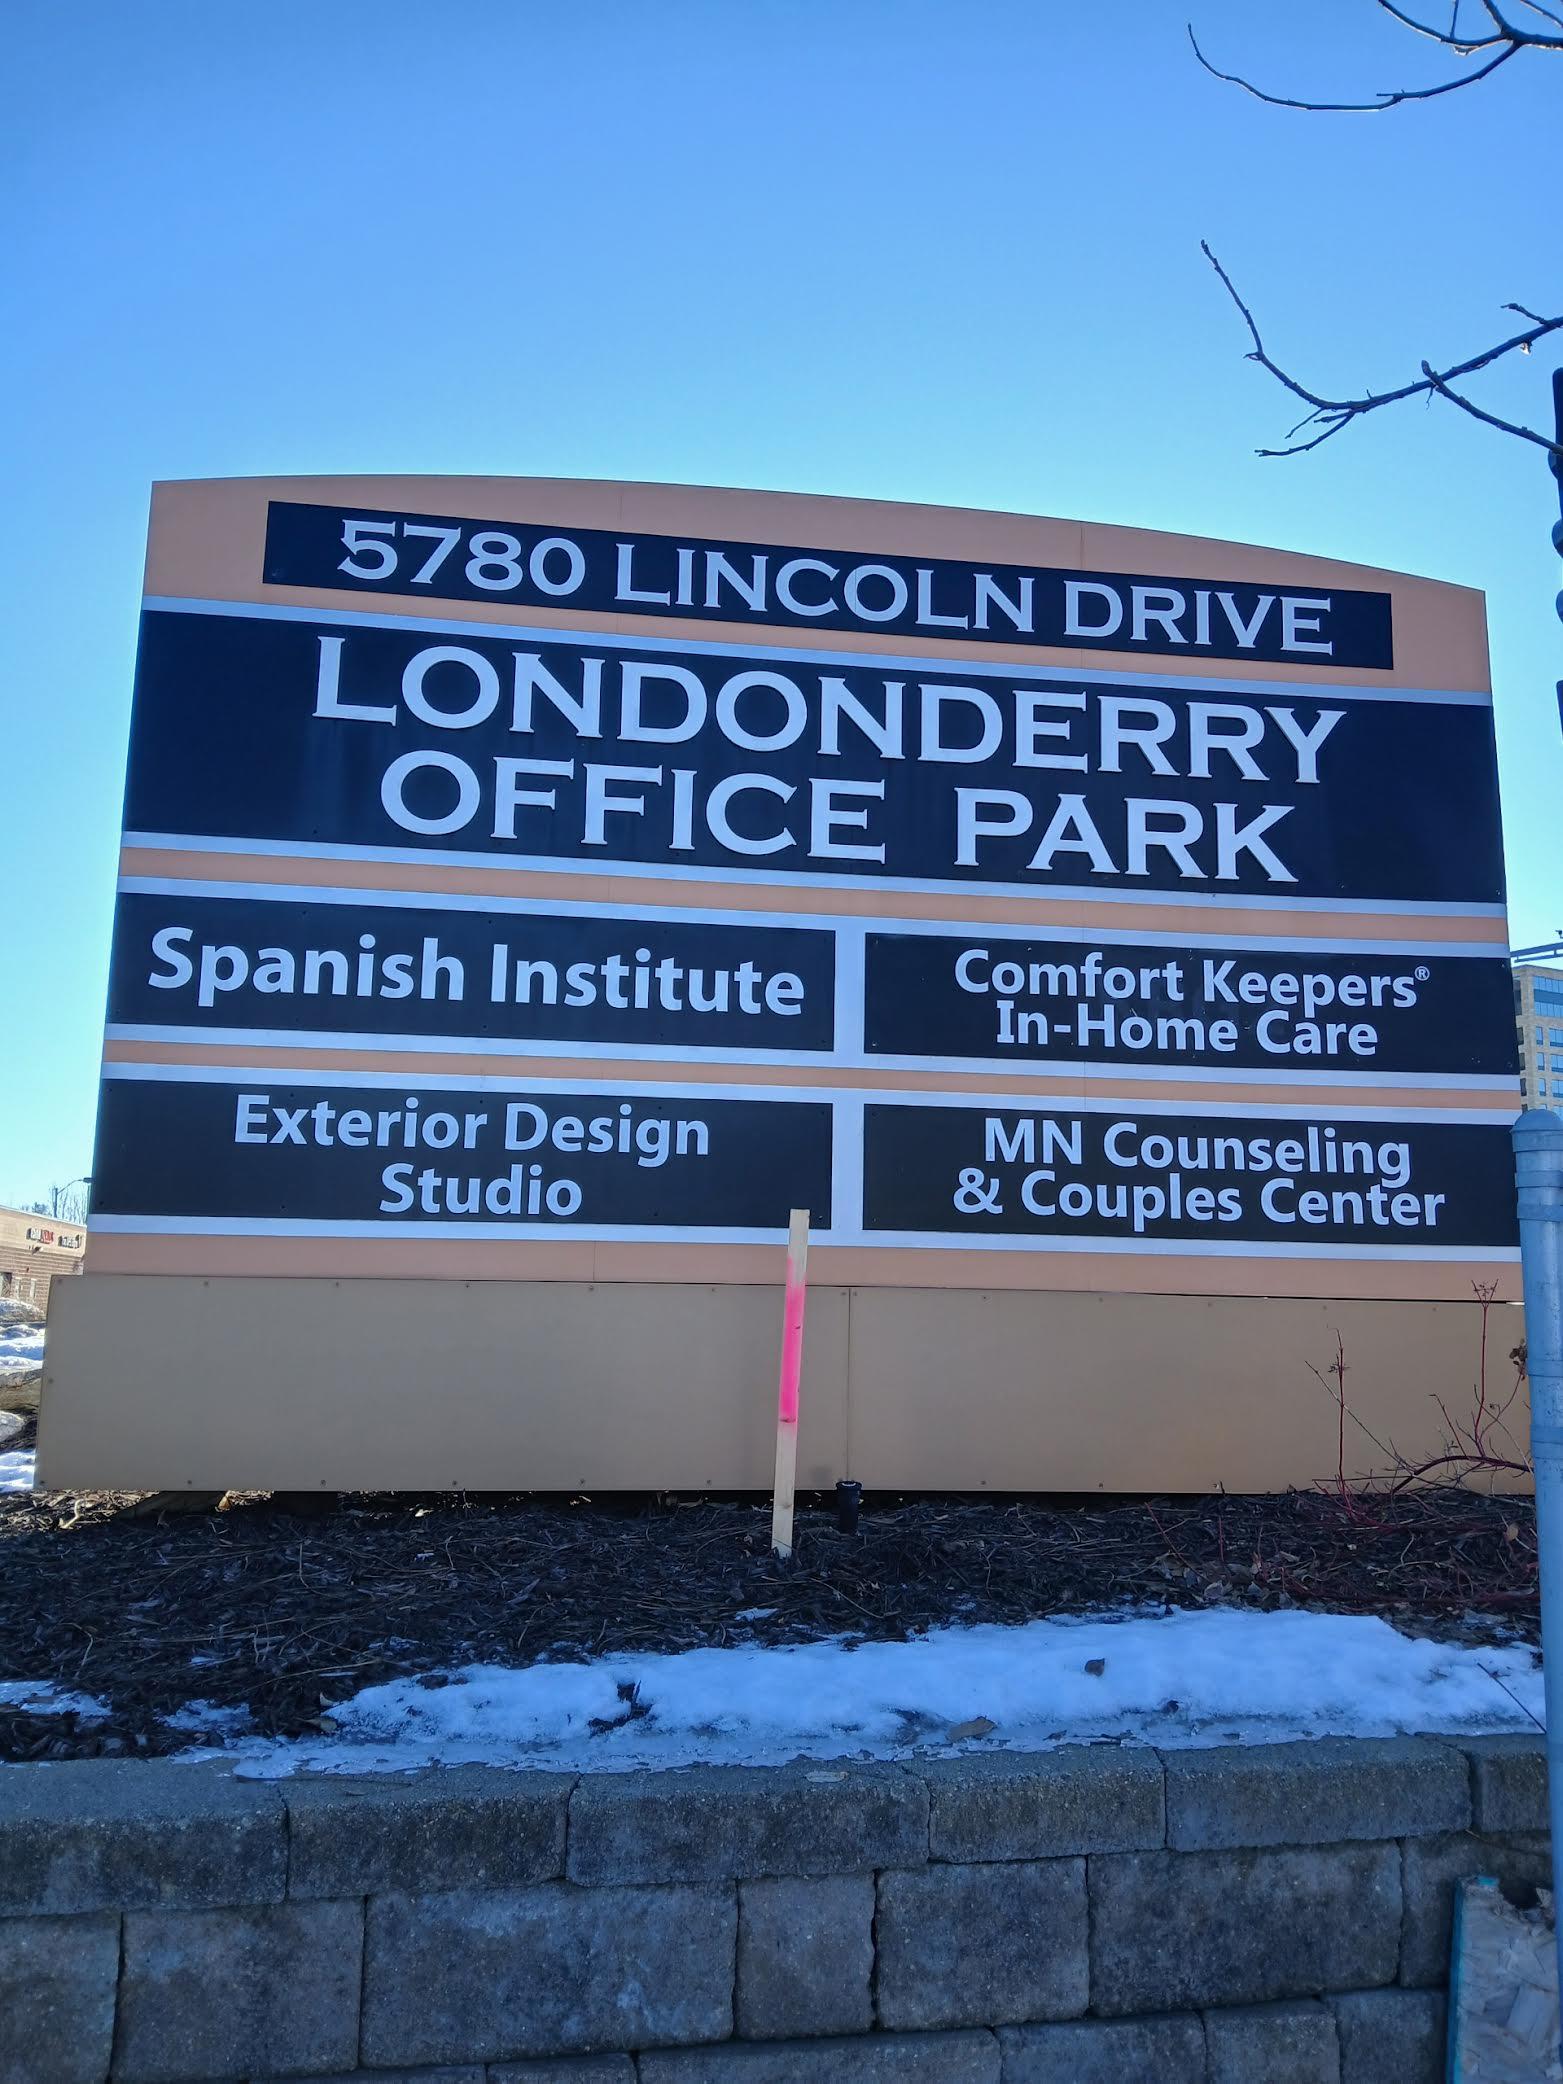 5780 LINCOLN DRIVE
LONDONDERRY
OFFICE PARK
Spanish Institute
Comfort Keepers®
In-Home Care
Exterior Design
Studio
MN Counseling
& Couples Center